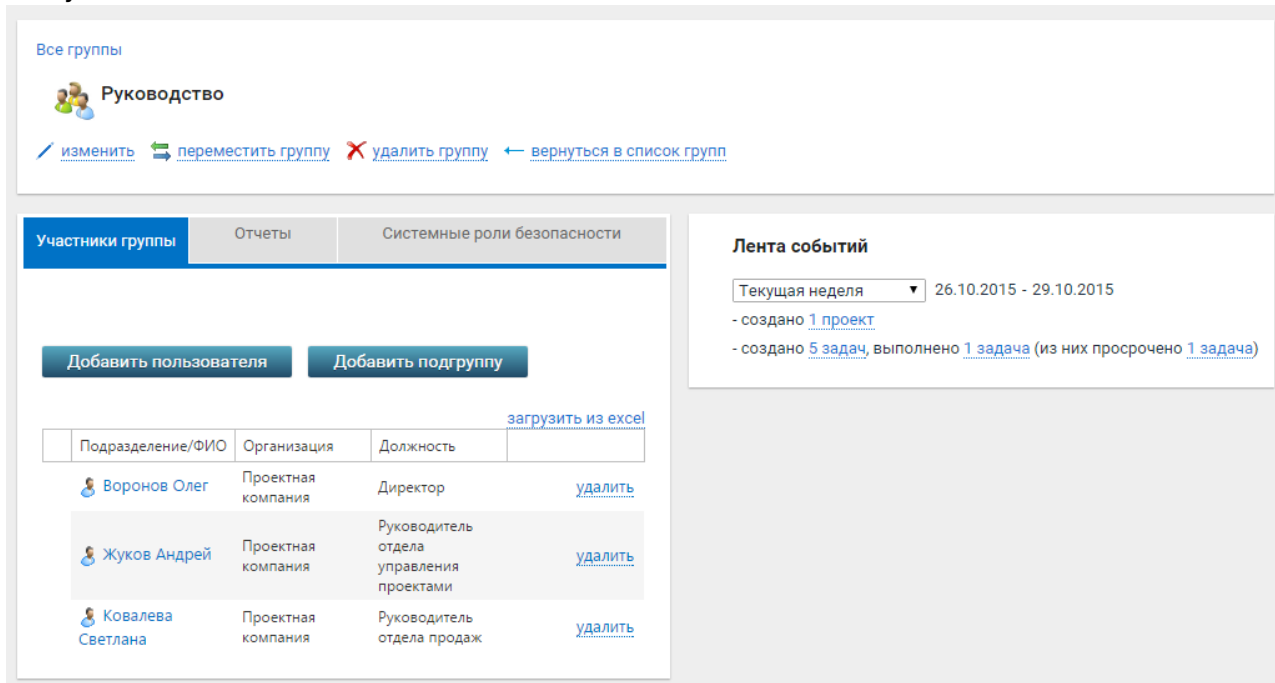 Все группы
Руководство
изменить переместить группу удалить группу вернуться в список групп
Участники группы Отчеты Системные роли безопасности
Добавить пользователя Добавить подгруппу
загрузить из excel
Подразделение/ФИО Организация Должность
Воронов Олег Проектная компания Директор удалить
Жуков Андрей Проектная компания Руководитель отдела управления проектами удалить
Ковалева Светлана Проектная компания Руководитель отдела продаж удалить
Лента событий
Текущая неделя 26.10.2015 - 29.10.2015
- создано 1 проект
- создано 5 задач, выполнено 1 задача (из них просрочено 1 задача)